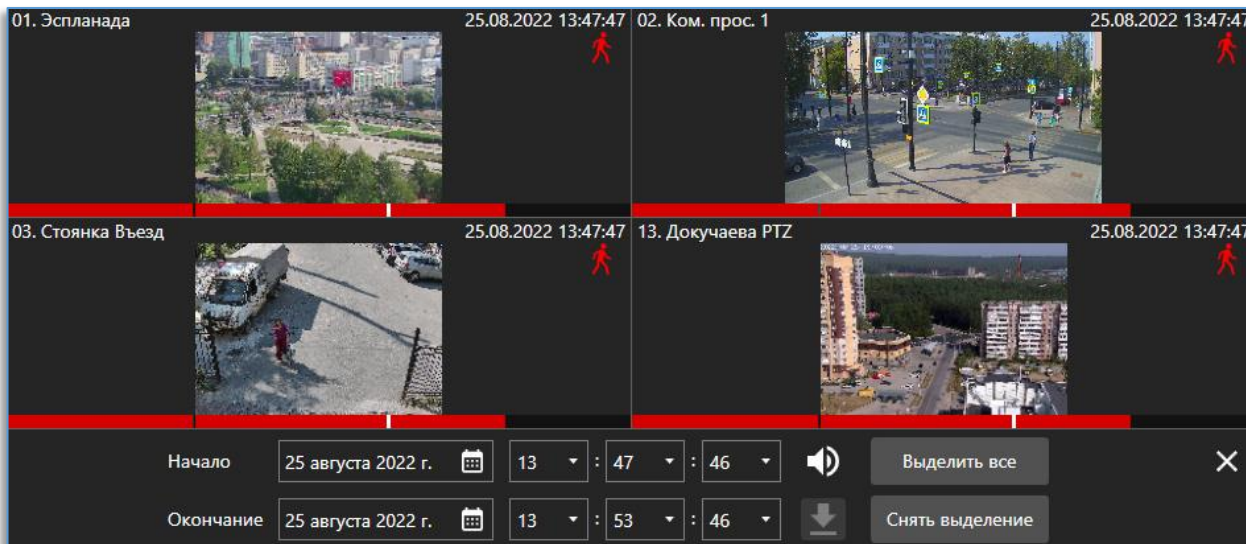 01. Эспланада 25.08.2022 13:47:47
02. Ком. прос. 1 25.08.2022 13:47:47
03. Стоянка Въезд 25.08.2022 13:47:47
13. Докучаева PTZ 25.08.2022 13:47:47
Начало 25 августа 2022 г. 13 : 47 : 46 Выделить все
Окончание 25 августа 2022 г. 13 : 53 : 46 Снять выделение